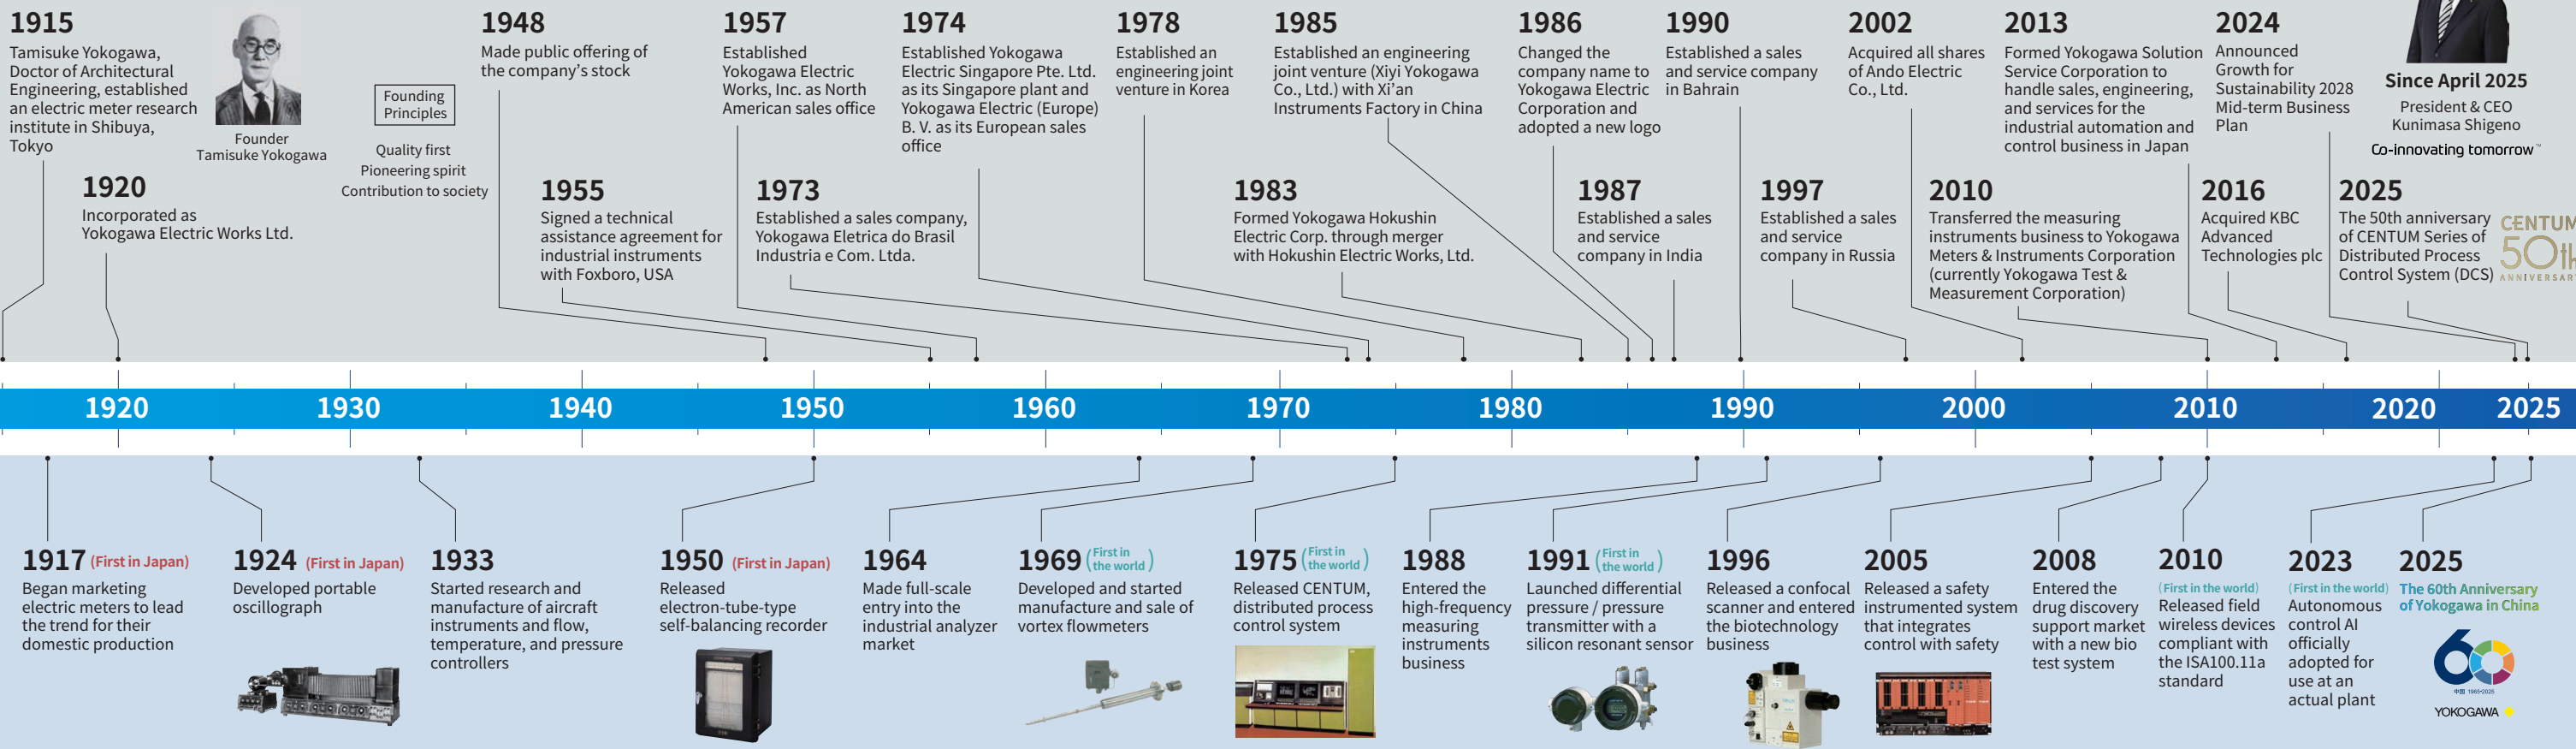 1915
Tamisuke Yokogawa,
Doctor of Architectural
Engineering, established
an electric meter research
institute in Shibuya,
Tokyo
Founder
Tamisuke Yokogawa
1920
Incorporated as
Yokogawa Electric Works Ltd.
Founding
Principles
Quality first
Pioneering spirit
Contribution to society
1948
Made public offering of
the company's stock
1955
Signed a technical
assistance agreement for
industrial instruments
with Foxboro, USA
1957
Established
Yokogawa Electric
Works, Inc. as North
American sales office
1973
Established a sales company,
Yokogawa Eletrica do Brasil
Industria e Com. Ltda.
1974
Established Yokogawa
Electric Singapore Pte. Ltd.
as its Singapore plant and
Yokogawa Electric (Europe)
B. V. as its European sales
office
1978
Established an
engineering joint
venture in Korea
1983
Formed Yokogawa Hokushin
Electric Corp. through merger
with Hokushin Electric Works, Ltd.
1985
Established an engineering
joint venture (Xiyi Yokogawa
Co., Ltd.) with Xi'an
Instruments Factory in China
1986
Changed the
company name to
Yokogawa Electric
Corporation and
adopted a new logo
1987
Established a sales
and service
company in India
1990
Established a sales
and service company
in Bahrain
1997
Established a sales
and service
company in Russia
2002
Acquired all shares
of Ando Electric
Co., Ltd.
2010
Transferred the measuring
instruments business to Yokogawa
Meters & Instruments Corporation
(currently Yokogawa Test &
Measurement Corporation)
2013
Formed Yokogawa Solution
Service Corporation to
handle sales, engineering,
and services for the
industrial automation and
control business in Japan
2016
Acquired KBC
Advanced
Technologies plc
2024
Announced
Growth for
Sustainability 2028
Mid-term Business
Plan
2025
The 50th anniversary
of CENTUM Series of
Distributed Process
Control System (DCS)
CENTUM
50th
ANNIVERSARY
Since April 2025
President & CEO
Kunimasa Shigeno
Co-innovating tomorrow™
1920 1930 1940 1950 1960 1970 1980 1990 2000 2010 2020 2025
1917 (First in Japan)
Began marketing
electric meters to lead
the trend for their
domestic production
1924 (First in Japan)
Developed portable
oscillograph
1933
Started research and
manufacture of aircraft
instruments and flow,
temperature, and pressure
controllers
1950 (First in Japan)
Released
electron-tube-type
self-balancing recorder
1964
Made full-scale
entry into the
industrial analyzer
market
1969 (First in
the world)
Developed and started
manufacture and sale of
vortex flowmeters
1975 (First in
the world)
Released CENTUM,
distributed process
control system
1988
Entered the
high-frequency
measuring
instruments
business
1991 (First in
the world)
Launched differential
pressure / pressure
transmitter with a
silicon resonant sensor
1996
Released a confocal
scanner and entered
the biotechnology
business
2005
Released a safety
instrumented system
that integrates
control with safety
2008
Entered the
drug discovery
support market
with a new bio
test system
2010
(First in the world)
Released field
wireless devices
compliant with
the ISA100.11a
standard
2023
(First in the world)
Autonomous
control AI
officially
adopted for
use at an
actual plant
2025
The 60th Anniversary
of Yokogawa in China
60
中国 1965•2025
YOKOGAWA